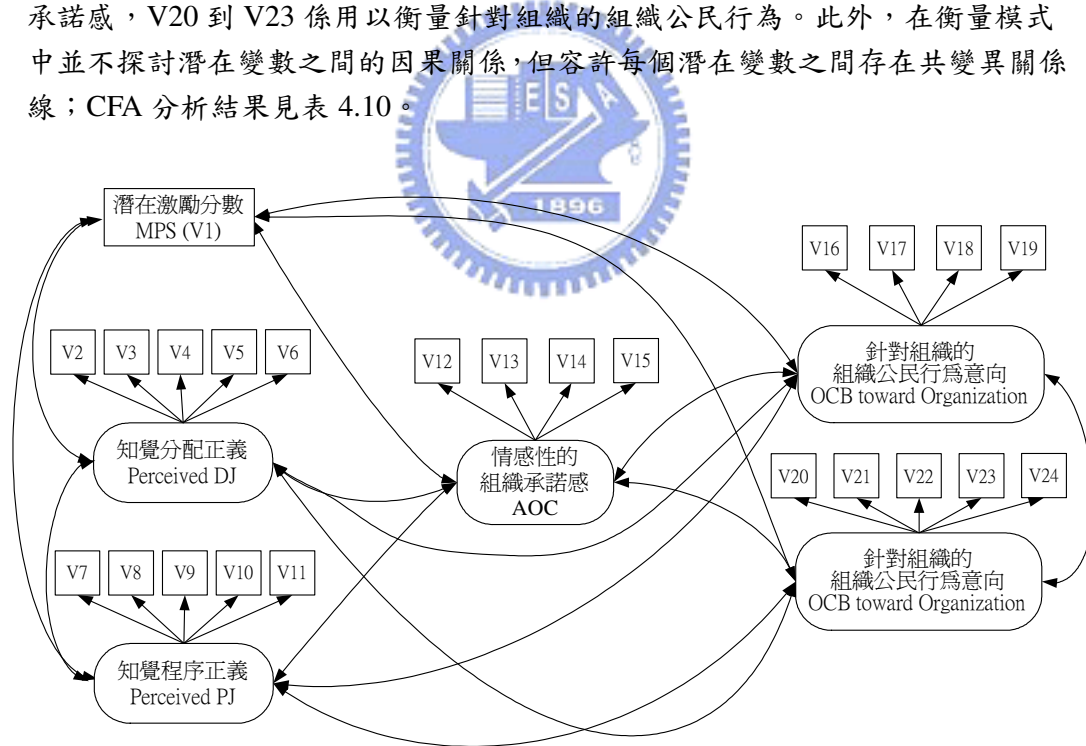 承諾感，V20 到 V23 係用以衡量針對組織的組織公民行為。此外，在衡量模式
中並不探討潛在變數之間的因果關係，但容許每個潛在變數之間存在共變異關係
線；CFA 分析結果見表 4.10。
E S A
1896
潛在激勵分數
MPS (V1)
V16 V17 V18 V19
V2 V3 V4 V5 V6
V12 V13 V14 V15
針對組織的
組織公民行為意向
OCB toward Organization
知覺分配正義
Perceived DJ
情感性的
組織承諾感
AOC
V20 V21 V22 V23 V24
V7 V8 V9 V10 V11
針對組織的
組織公民行為意向
OCB toward Organization
知覺程序正義
Perceived PJ